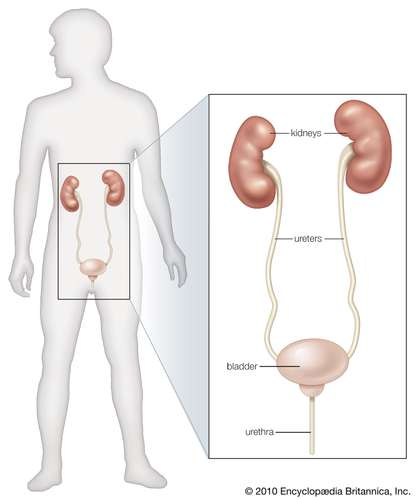 kidneys
ureters
bladder
urethra
© 2010 Encyclopædia Britannica, Inc.